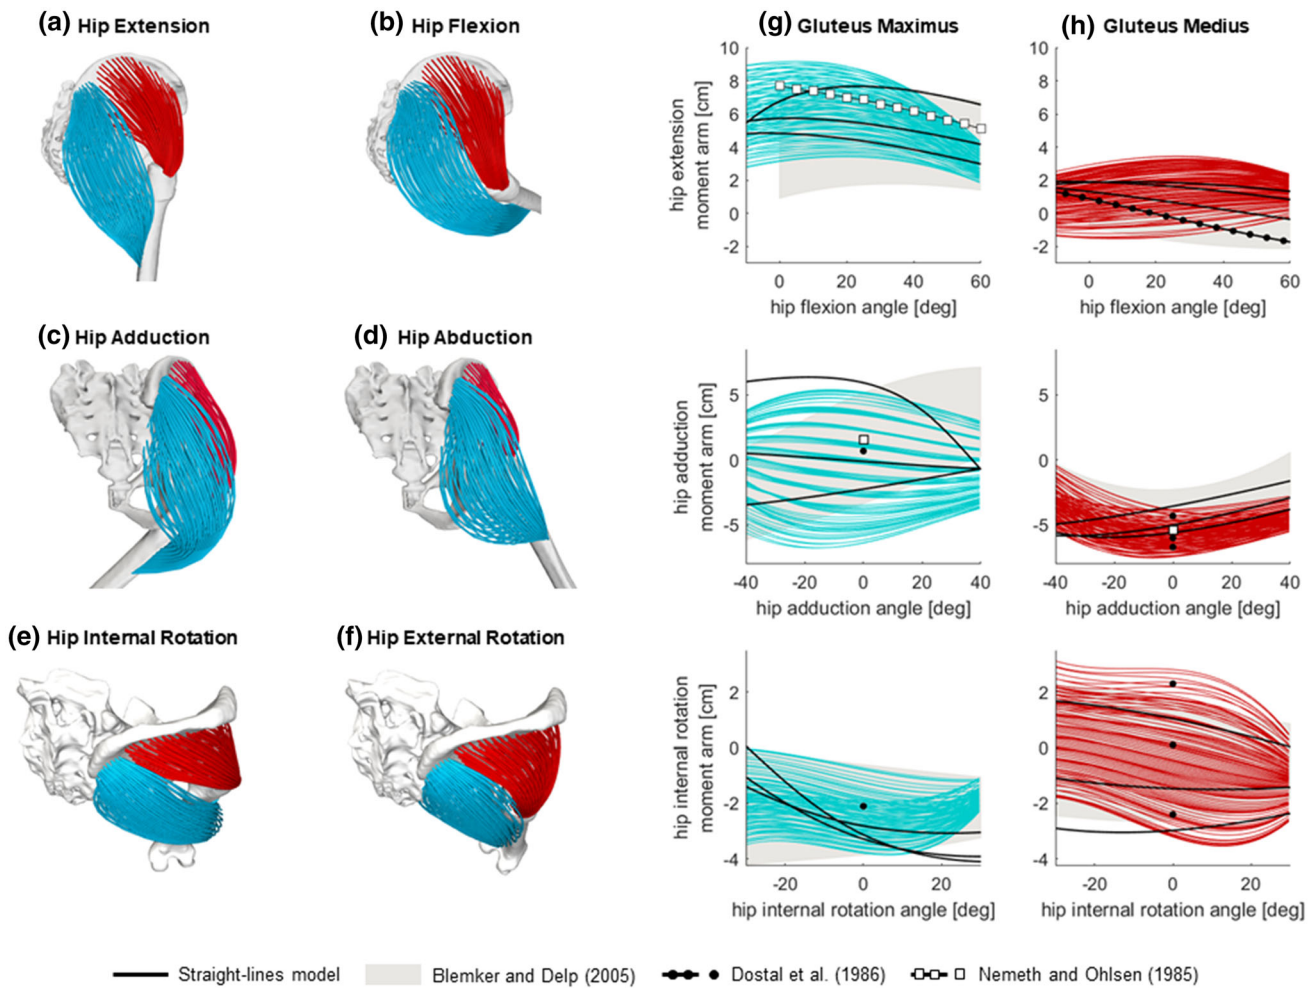 (a) Hip Extension
(b) Hip Flexion
(c) Hip Adduction
(d) Hip Abduction
(e) Hip Internal Rotation
(f) Hip External Rotation
(g) Gluteus Maximus
hip extension
moment arm [cm]
10
8
6
4
2
0
-2
0 20 40 60
hip flexion angle [deg]
(h) Gluteus Medius
10
8
6
4
2
0
-2
0 20 40 60
hip flexion angle [deg]
hip adduction
moment arm [cm]
5
0
-5
-40 -20 0 20 40
hip adduction angle [deg]
5
0
-5
-40 -20 0 20 40
hip adduction angle [deg]
hip internal rotation
moment arm [cm]
2
0
-2
-4
-20 0 20
hip internal rotation angle [deg]
2
0
-2
-4
-20 0 20
hip internal rotation angle [deg]
Straight-lines model
Blemker and Delp (2005)
Dostal et al. (1986)
Nemeth and Ohlsen (1985)